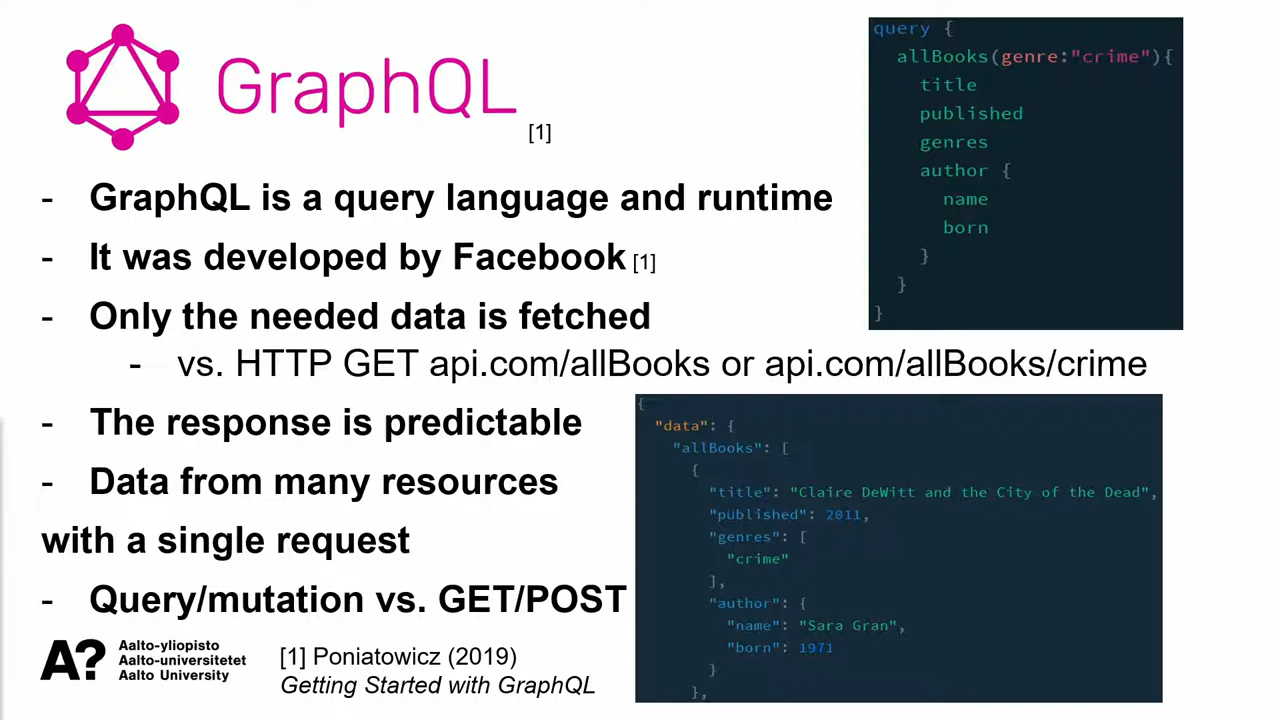 GraphQL
[1]
- GraphQL is a query language and runtime
- It was developed by Facebook [1]
- Only the needed data is fetched
- vs. HTTP GET api.com/allBooks or api.com/allBooks/crime
- The response is predictable
- Data from many resources
with a single request
- Query/mutation vs. GET/POST
query {
allBooks(genre:"crime"){
title
published
genres
author {
name
born
}
}
}
{
"data": {
"allBooks": [
{
"title": "Claire DeWitt and the City of the Dead",
"published": 2011,
"genres": [
"crime"
],
"author": {
"name": "Sara Gran",
"born": 1971
}
},
A?
Aalto-yliopisto
Aalto-universitetet
Aalto University
[1] Poniatowicz (2019)
Getting Started with GraphQL